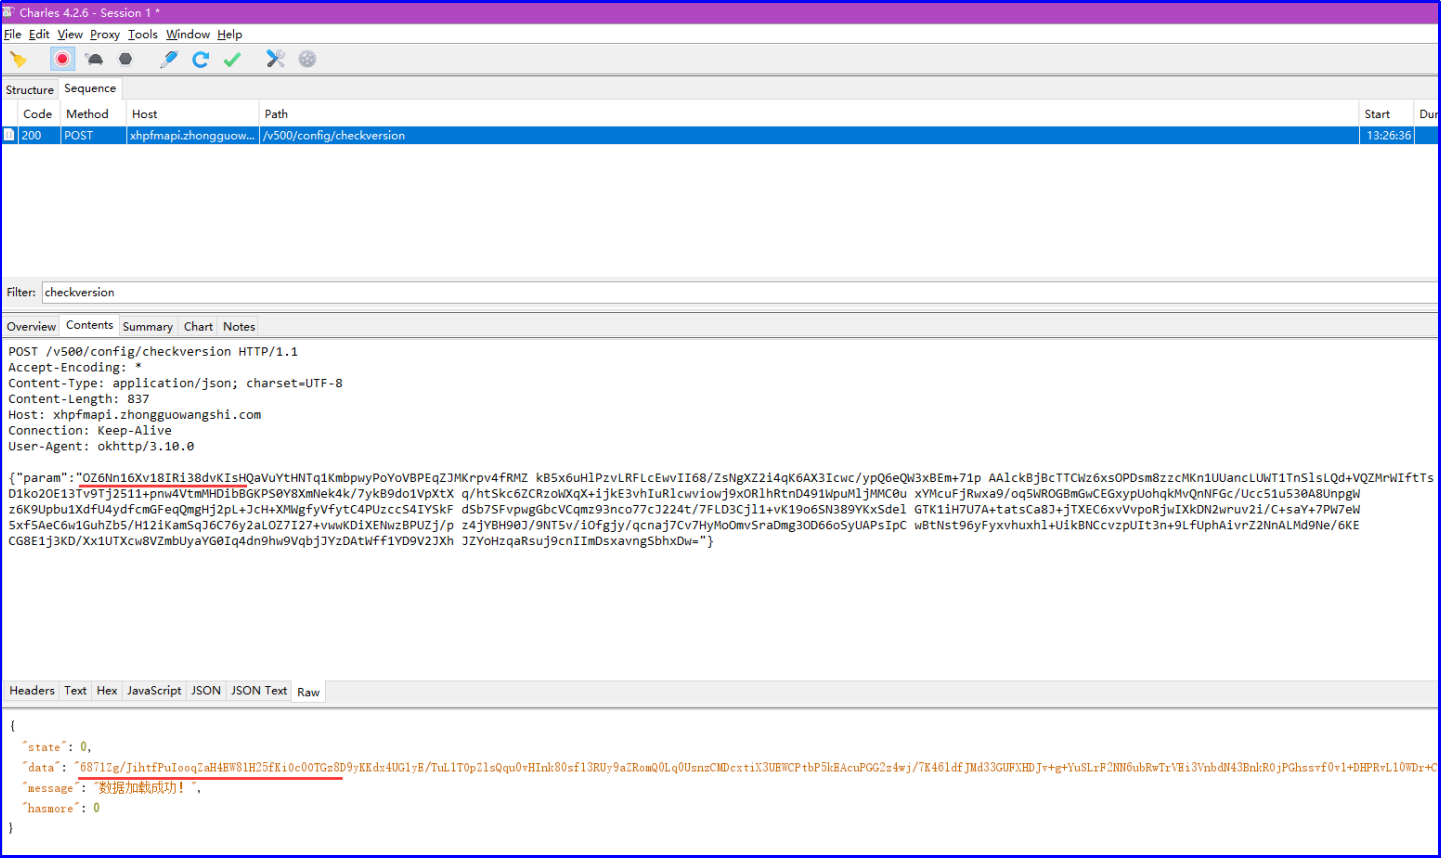 Charles 4.2.6 - Session 1 *
File Edit View Proxy Tools Window Help
Structure Sequence
Code Method Host Path Start Dur
200 POST xhpfmapi.zhongguow... /v500/config/checkversion 13:26:36
Filter: checkversion
Overview Contents Summary Chart Notes
POST /v500/config/checkversion HTTP/1.1
Accept-Encoding: *
Content-Type: application/json; charset=UTF-8
Content-Length: 837
Host: xhpfmapi.zhongguowangshi.com
Connection: Keep-Alive
User-Agent: okhttp/3.10.0
{"param":"OZ6Nn16Xv18IRi38dvKIsHQaVuYtHNTq1KmbpwyPoYoVBPEqZJMKrpv4fRMZ kB5x6uHlPzvLRFLcEwvII68/ZsNgXZ2i4qK6AX3Icwc/ypQ6eQW3xBEm+71p AAlckBjBcTTCWz6xsOPDsm8zzcMKn1UUancLUWT1TnSlsLQd+VQZMrWIftTs
D1ko2OE13Tv9Tj2511+pnw4VtmMHDibBGKPS0Y8XmNek4k/7ykB9do1VpXtX q/htSkc6ZCRzoWXqX+ijkE3vhIuRlcwviowj9xORlhRtnD491WpuMljMMC0u xYMcuFjRwxa9/oq5WROGBmGwCEGxypUohqkMvQnNFGc/Ucc51u530A8UnpgW
z6K9Upbu1XdfU4ydfcmGFeqQmgHj2pL+JcH+XMWgfyVfytC4PUzccS4IYSkF dSb7SFvpwgGbcVCqmz93nco77cJ224t/7FLD3Cjl1+vK19o6SN389YKxSdel GTK1iH7U7A+tatsCa8J+jTXEC6xvVvpoRjwIXkDN2wruv2i/C+saY+7PW7eW
5xf5AeC6w1GuhZb5/H12iKamSqJ6C76y2aLOZ7I27+vwwKDiXENwzBPUZj/p z4jYBH90J/9NT5v/iOfgjy/qcnaj7Cv7HyMoOmvSraDmg3OD66oSyUAPsIpC wBtNst96yFyxvhuxhl+UikBNCcvzpUIt3n+9LfUphAivrZ2NnALMd9Ne/6KE
CG8E1j3KD/Xx1UTXcw8VZmbUyaYG0Iq4dn9hw9VqbjJYzDAtWff1YD9V2JXh JZYoHzqaRsuj9cnIImDsxavngSbhxDw="}
Headers Text Hex JavaScript JSON JSON Text Raw
{
"state": 0,
"data": "687lZg/JihtfPuIooqZaH4BW8lH25fKi0c00TGz8D9yKKdx4UGlyE/TuL1T0pZlsQqu0vHInk80sf13RUy9aZRomQ0Lq0UsnzCMDcxtiX3UEWCPtbP5kEAcuPGG2z4wj/7K46ldfJMd33GUFXHDJv+g+YuSLrF2NN6ubRwTrVBi3VnbdN43BnkR0jPGhssvf0v1+DHPRvL10WDr+C
"message": "数据加载成功！",
"hasmore": 0
}